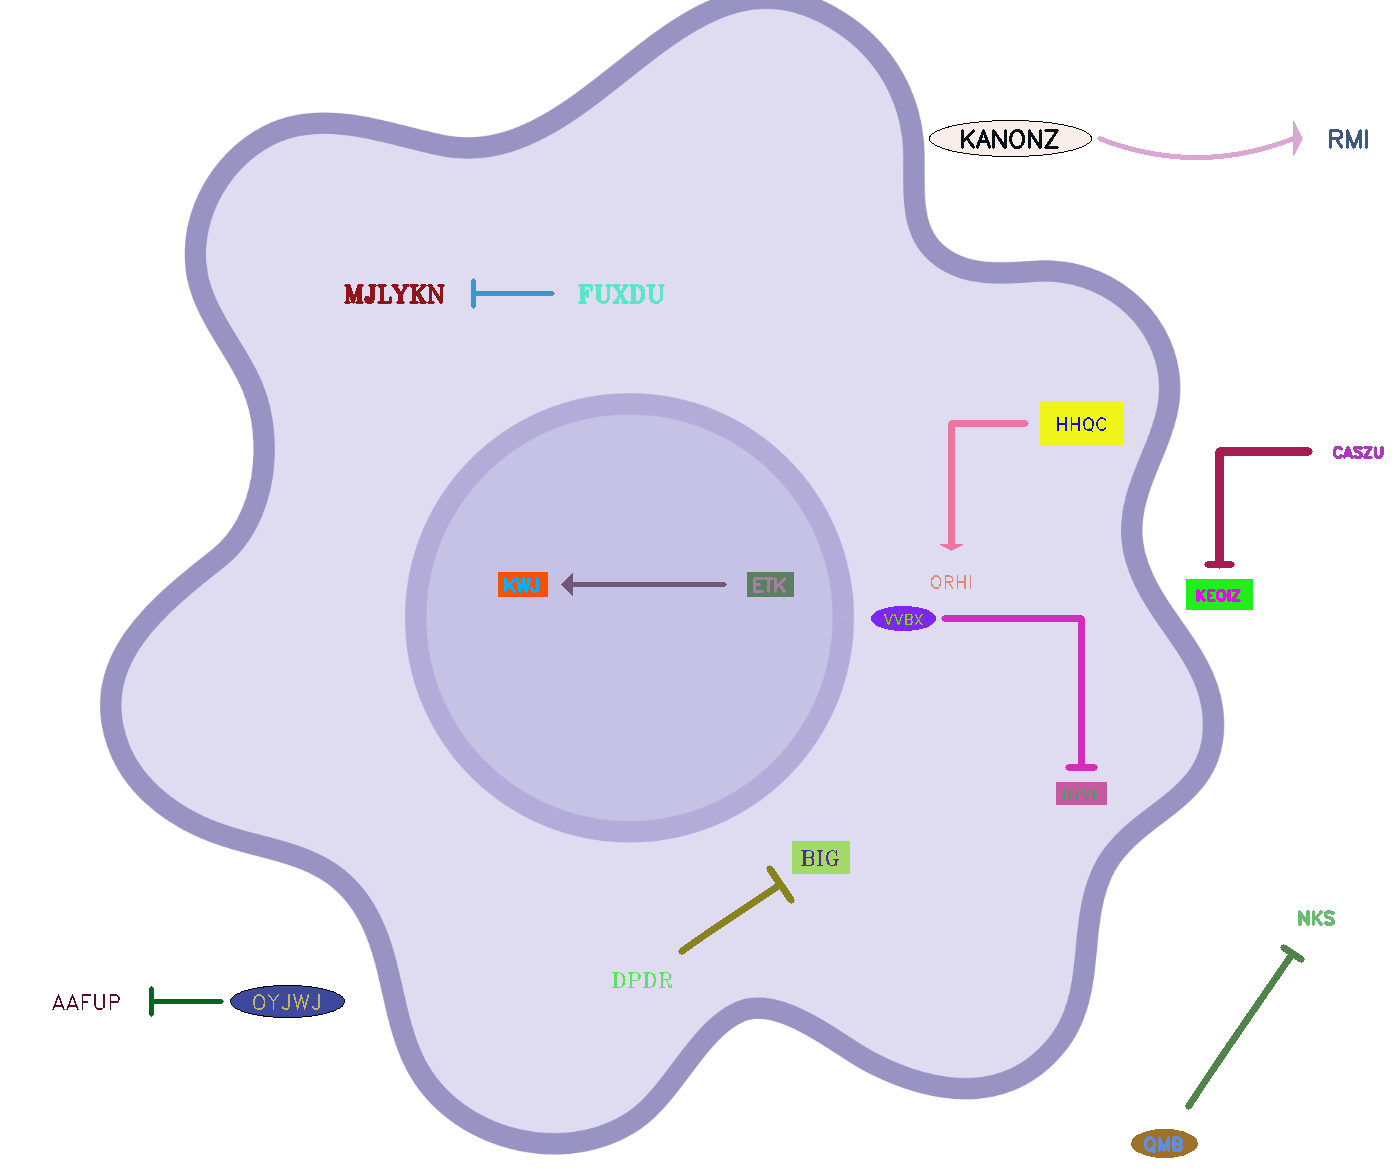 KANONZ
RMI
MJLYKN
FUXDU
HHQC
CASZU
ORHI
KWJ
ETK
KEOIZ
VVBX
BIG
NKS
DPDR
AAFUP
OYJWJ
QMB